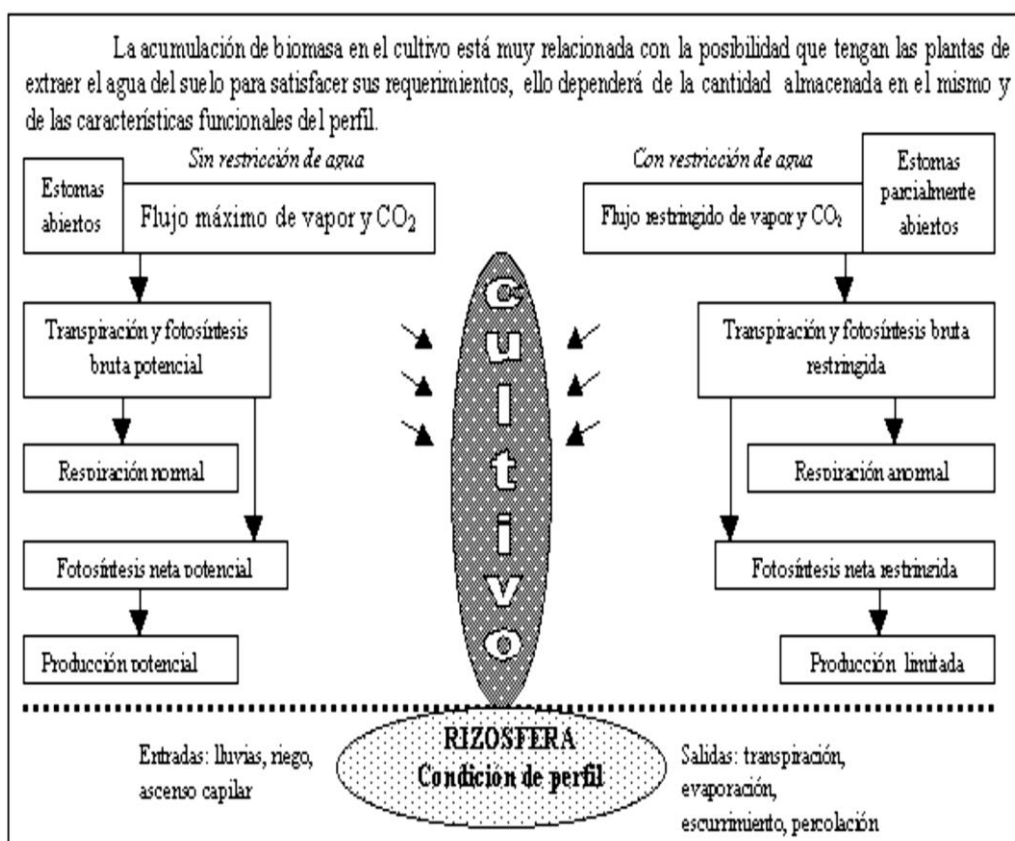 La acumulación de biomasa en el cultivo está muy relacionada con la posibilidad que tengan las plantas de
extraer el agua del suelo para satisfacer sus requerimientos, ello dependerá de la cantidad almacenada en el mismo y
de las características funcionales del perfil.
Sin restricción de agua
Estomas
abiertos
Flujo máximo de vapor y CO₂
Transpiración y fotosíntesis
bruta potencial
Respiración normal
Fotosíntesis neta potencial
Producción potencial
Cultivo
Con restricción de agua
Flujo restringido de vapor y CO₂
Estomas
parcialmente
abiertos
Transpiración y fotosíntesis bruta
restringida
Respiración anormal
Fotosíntesis neta restringida
Producción limitada
Entradas: lluvias, riego,
ascenso capilar
RIZOSFERA
Condición de perfil
Salidas: transpiración,
evaporación,
escurrimiento, percolación